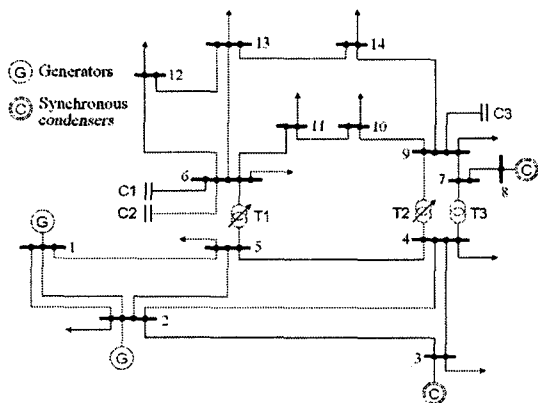 13
14
12
G Generators
C Synchronous
condensers
11
10
C3
9
7
8
C
6
C1
C2
T1
T2
T3
G
1
5
4
2
G
3
C